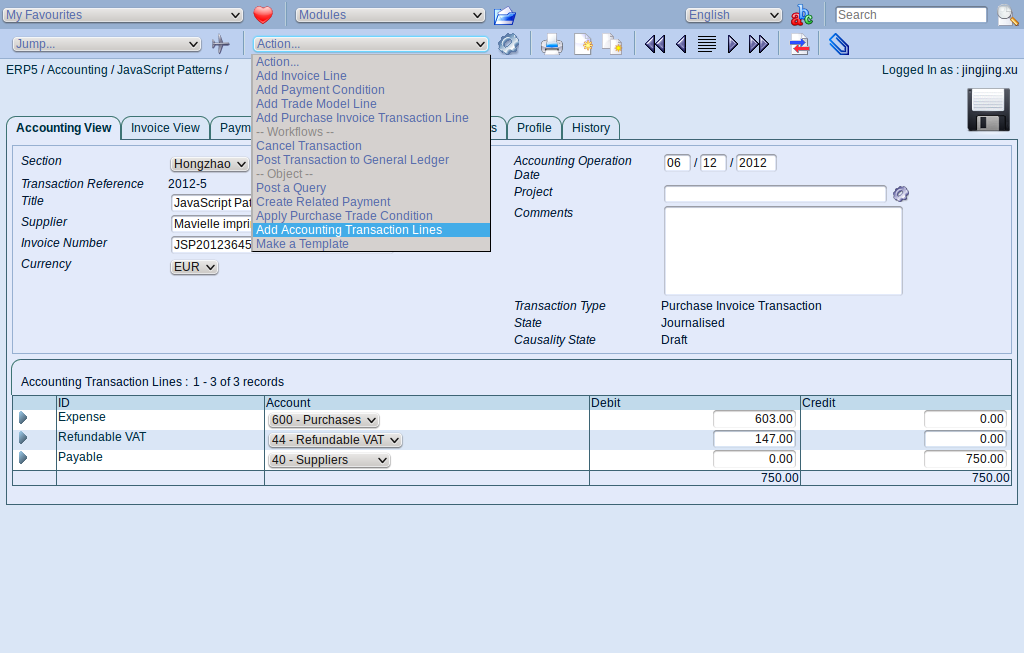 My Favourites Modules English Search
Jump... Action...
ERP5 / Accounting / JavaScript Patterns / Logged In as : jingjing.xu
Action...
Add Invoice Line
Add Payment Condition
Add Trade Model Line
Add Purchase Invoice Transaction Line
-- Workflows --
Cancel Transaction
Post Transaction to General Ledger
-- Object --
Post a Query
Create Related Payment
Apply Purchase Trade Condition
Add Accounting Transaction Lines
Make a Template
Accounting View Invoice View Paym s Profile History
Section Hongzhao
Transaction Reference 2012-5
Title JavaScript Pat
Supplier Mavielle impri
Invoice Number JSP20123645
Currency EUR
Accounting Operation Date 06 / 12 / 2012
Project
Comments
Transaction Type Purchase Invoice Transaction
State Journalised
Causality State Draft
Accounting Transaction Lines : 1 - 3 of 3 records
ID Account Debit Credit
Expense 600 - Purchases 603.00 0.00
Refundable VAT 44 - Refundable VAT 147.00 0.00
Payable 40 - Suppliers 0.00 750.00
750.00 750.00